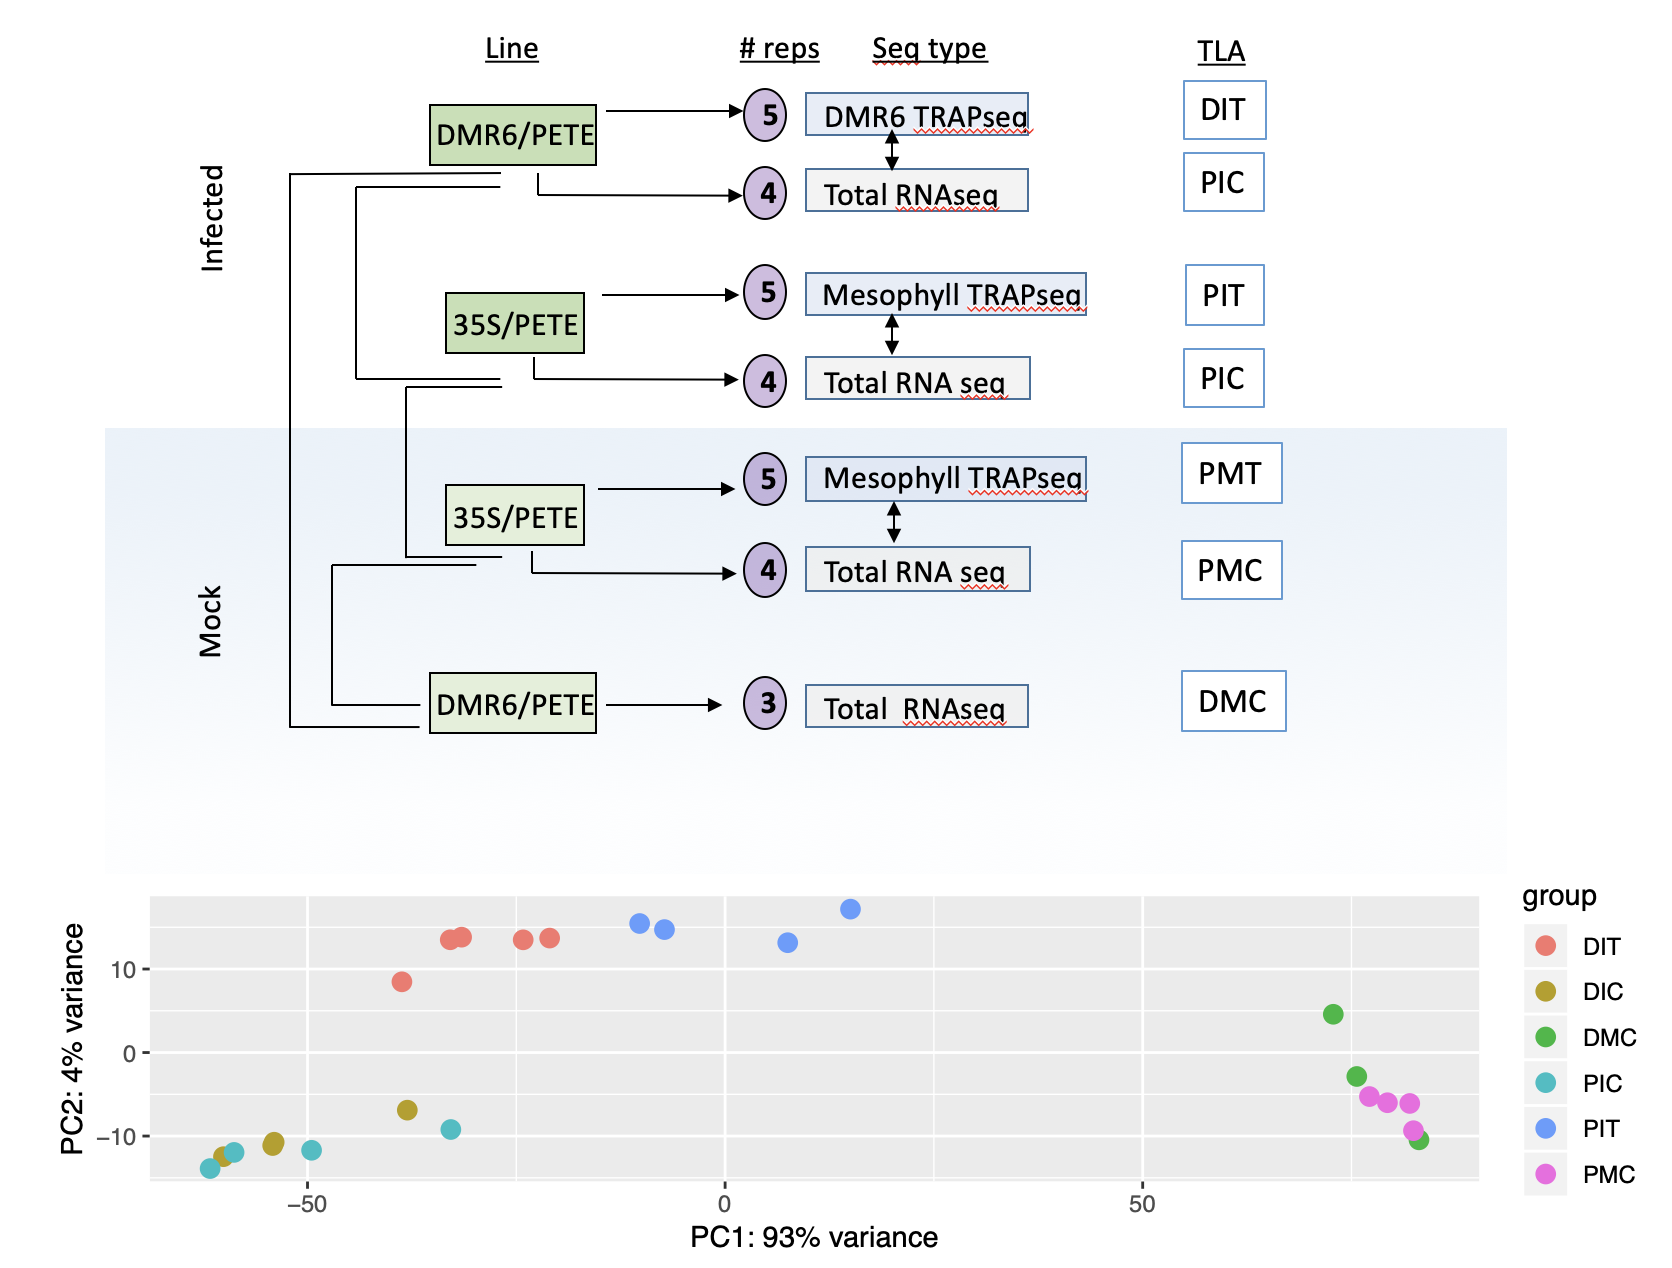 Line # reps Seq type TLA
Infected
DMR6/PETE 5 DMR6 TRAPseq DIT
4 Total RNAseq PIC
35S/PETE 5 Mesophyll TRAPseq PIT
4 Total RNA seq PIC
Mock
35S/PETE 5 Mesophyll TRAPseq PMT
4 Total RNA seq PMC
DMR6/PETE 3 Total RNAseq DMC
PC2: 4% variance
10
0
−10
−50 0 50
PC1: 93% variance
group
DIT
DIC
DMC
PIC
PIT
PMC